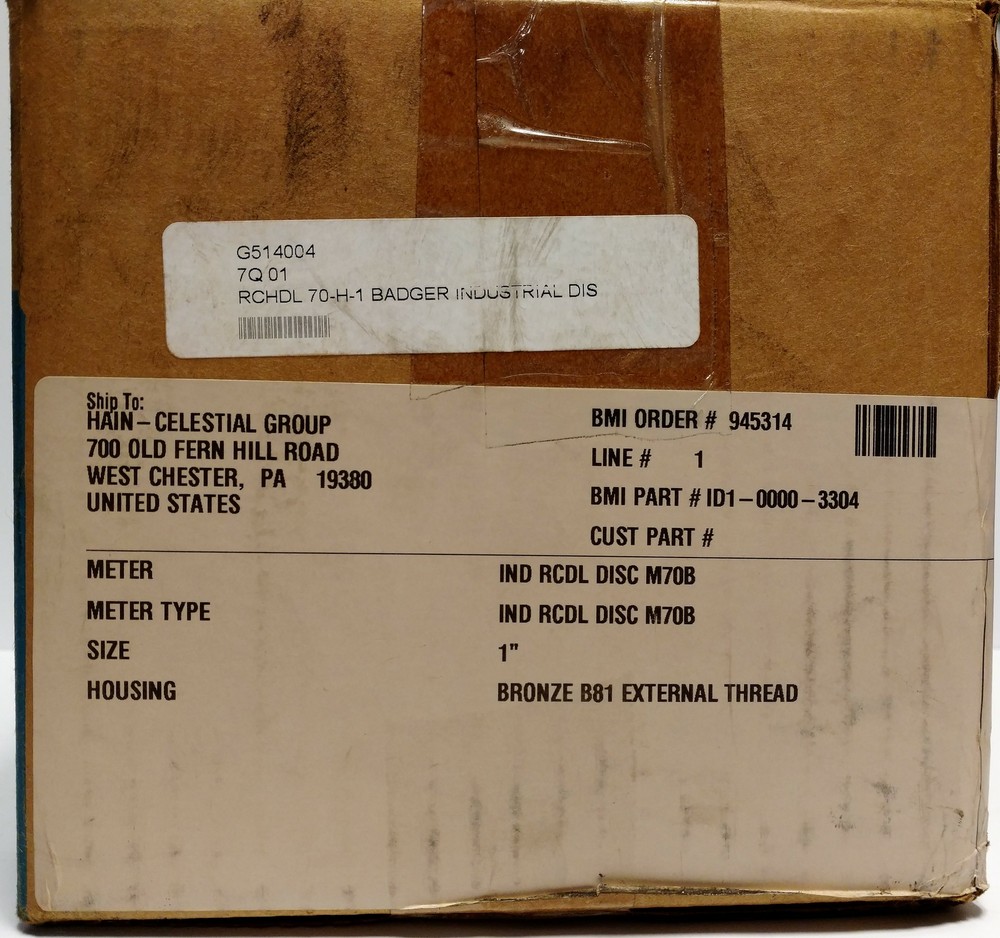 G514004
7Q 01
RCHDL 70-H-1 BADGER INDUSTRIAL DIS
Ship To:
HAIN-CELESTIAL GROUP
700 OLD FERN HILL ROAD
WEST CHESTER, PA 19380
UNITED STATES
BMI ORDER # 945314
LINE # 1
BMI PART # ID1-0000-3304
CUST PART #
METER IND RCDL DISC M70B
METER TYPE IND RCDL DISC M70B
SIZE 1"
HOUSING BRONZE B81 EXTERNAL THREAD